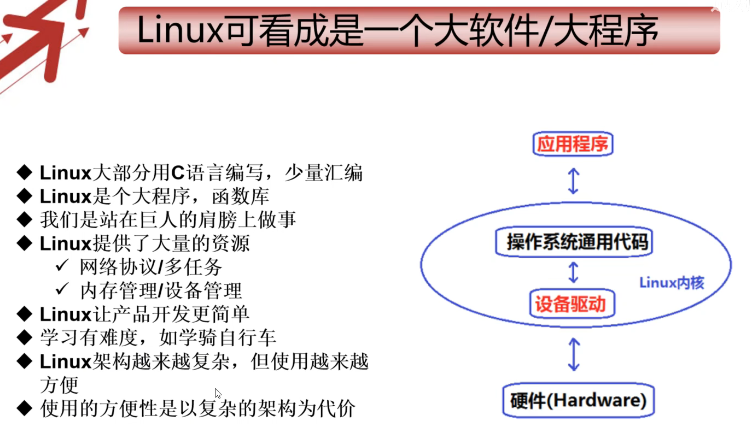 Linux可看成是一个大软件/大程序
◆ Linux大部分用C语言编写，少量汇编
◆ Linux是个大程序，函数库
◆ 我们是站在巨人的肩膀上做事
◆ Linux提供了大量的资源
✓ 网络协议/多任务
✓ 内存管理/设备管理
◆ Linux让产品开发更简单
◆ 学习有难度，如学骑自行车
◆ Linux架构越来越复杂，但使用越来越
方便
◆ 使用的方便性是以复杂的架构为代价
应用程序
操作系统通用代码
Linux内核
设备驱动
硬件(Hardware)